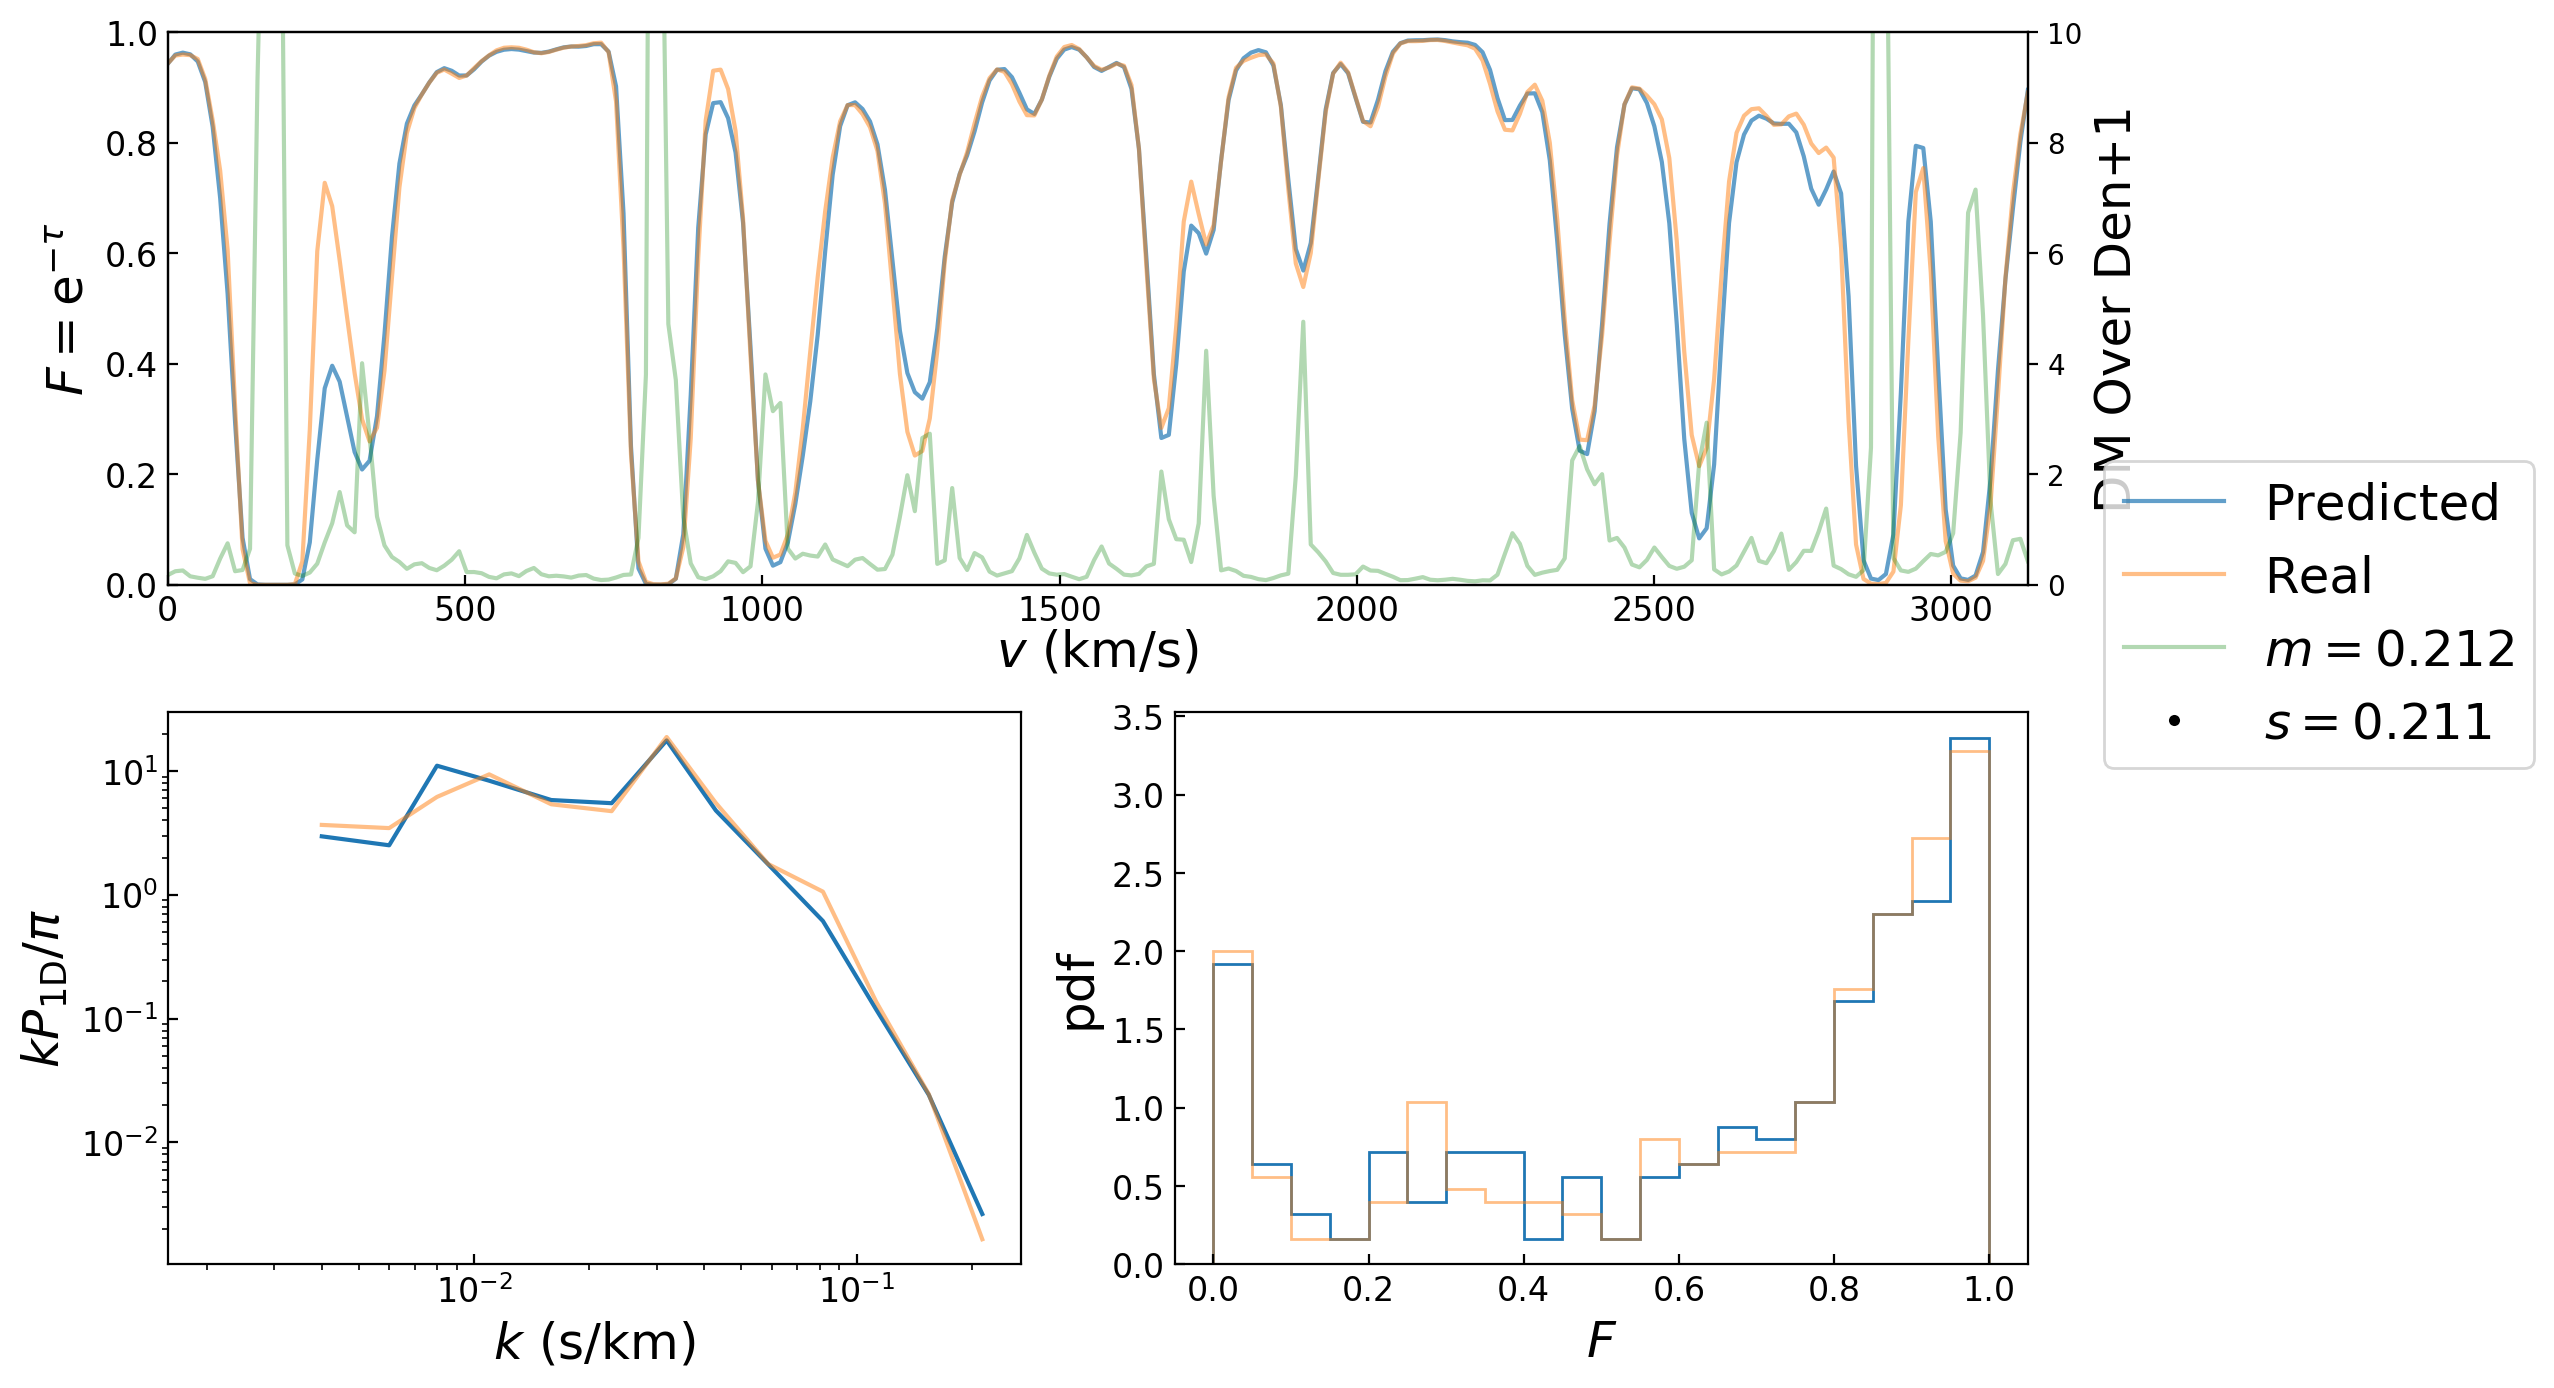 1.0
0.8
0.6
0.4
0.2
0.0
F = e^{-τ}
10
8
6
4
2
0
DM Over Den+1
0 500 1000 1500 2000 2500 3000
v (km/s)
Predicted
Real
m = 0.212
s = 0.211
10^1
10^0
10^{-1}
10^{-2}
kP_{1D}/π
10^{-2} 10^{-1}
k (s/km)
3.5
3.0
2.5
2.0
1.5
1.0
0.5
0.0
pdf
0.0 0.2 0.4 0.6 0.8 1.0
F